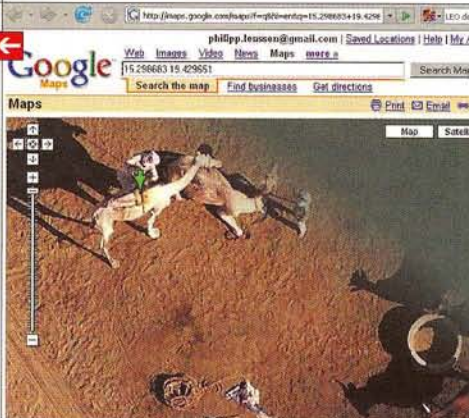 http://maps.google.com/maps?f=q&hl=en&q=15.298683+19.4296
LEO d
philipp.lenssen@gmail.com | Saved Locations | Help | My A
Web Images Video News Maps more »
Google
Maps
15.298683 19.429651
Search Ma
Search the map Find businesses Get directions
Maps
Print Email
Map Satell